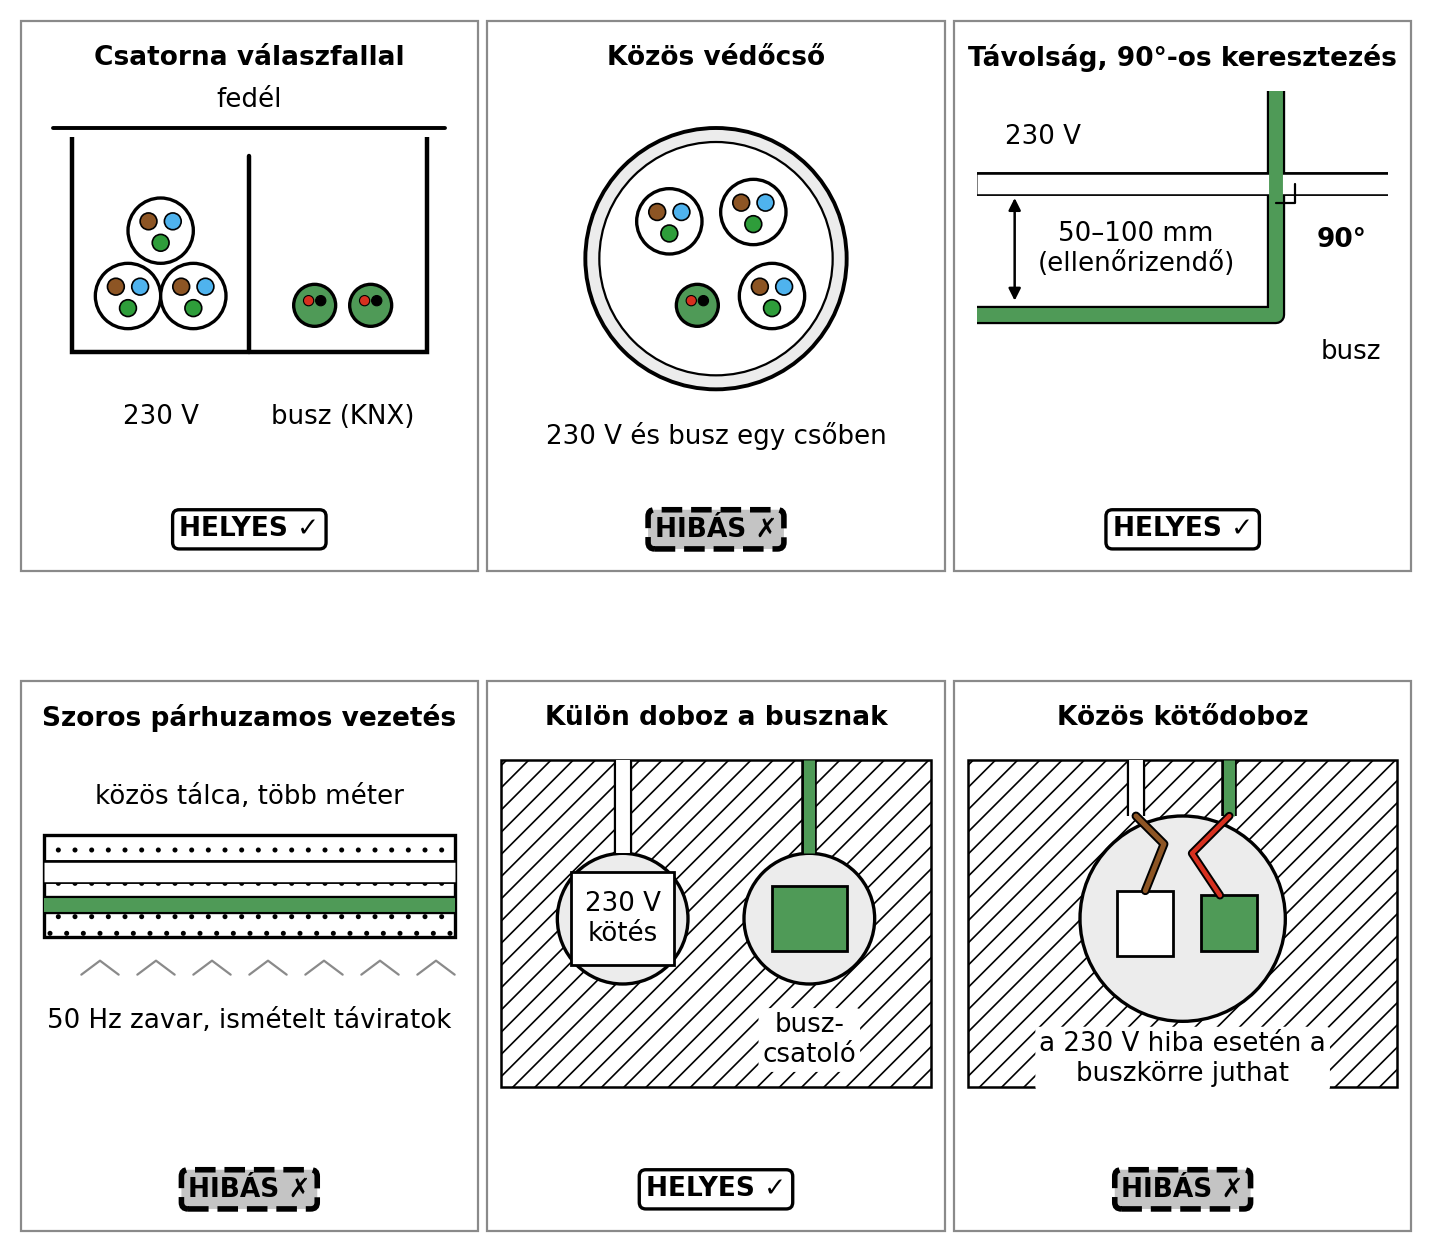 Csatorna válaszfallal
fedél
230 V
busz (KNX)
HELYES ✓
Közös védőcső
230 V és busz egy csőben
HIBÁS ✗
Távolság, 90°-os keresztezés
230 V
50–100 mm
(ellenőrizendő)
90°
busz
HELYES ✓
Szoros párhuzamos vezetés
közös tálca, több méter
50 Hz zavar, ismételt táviratok
HIBÁS ✗
Külön doboz a busznak
230 V
kötés
busz-
csatoló
HELYES ✓
Közös kötődoboz
a 230 V hiba esetén a
buszkörre juthat
HIBÁS ✗